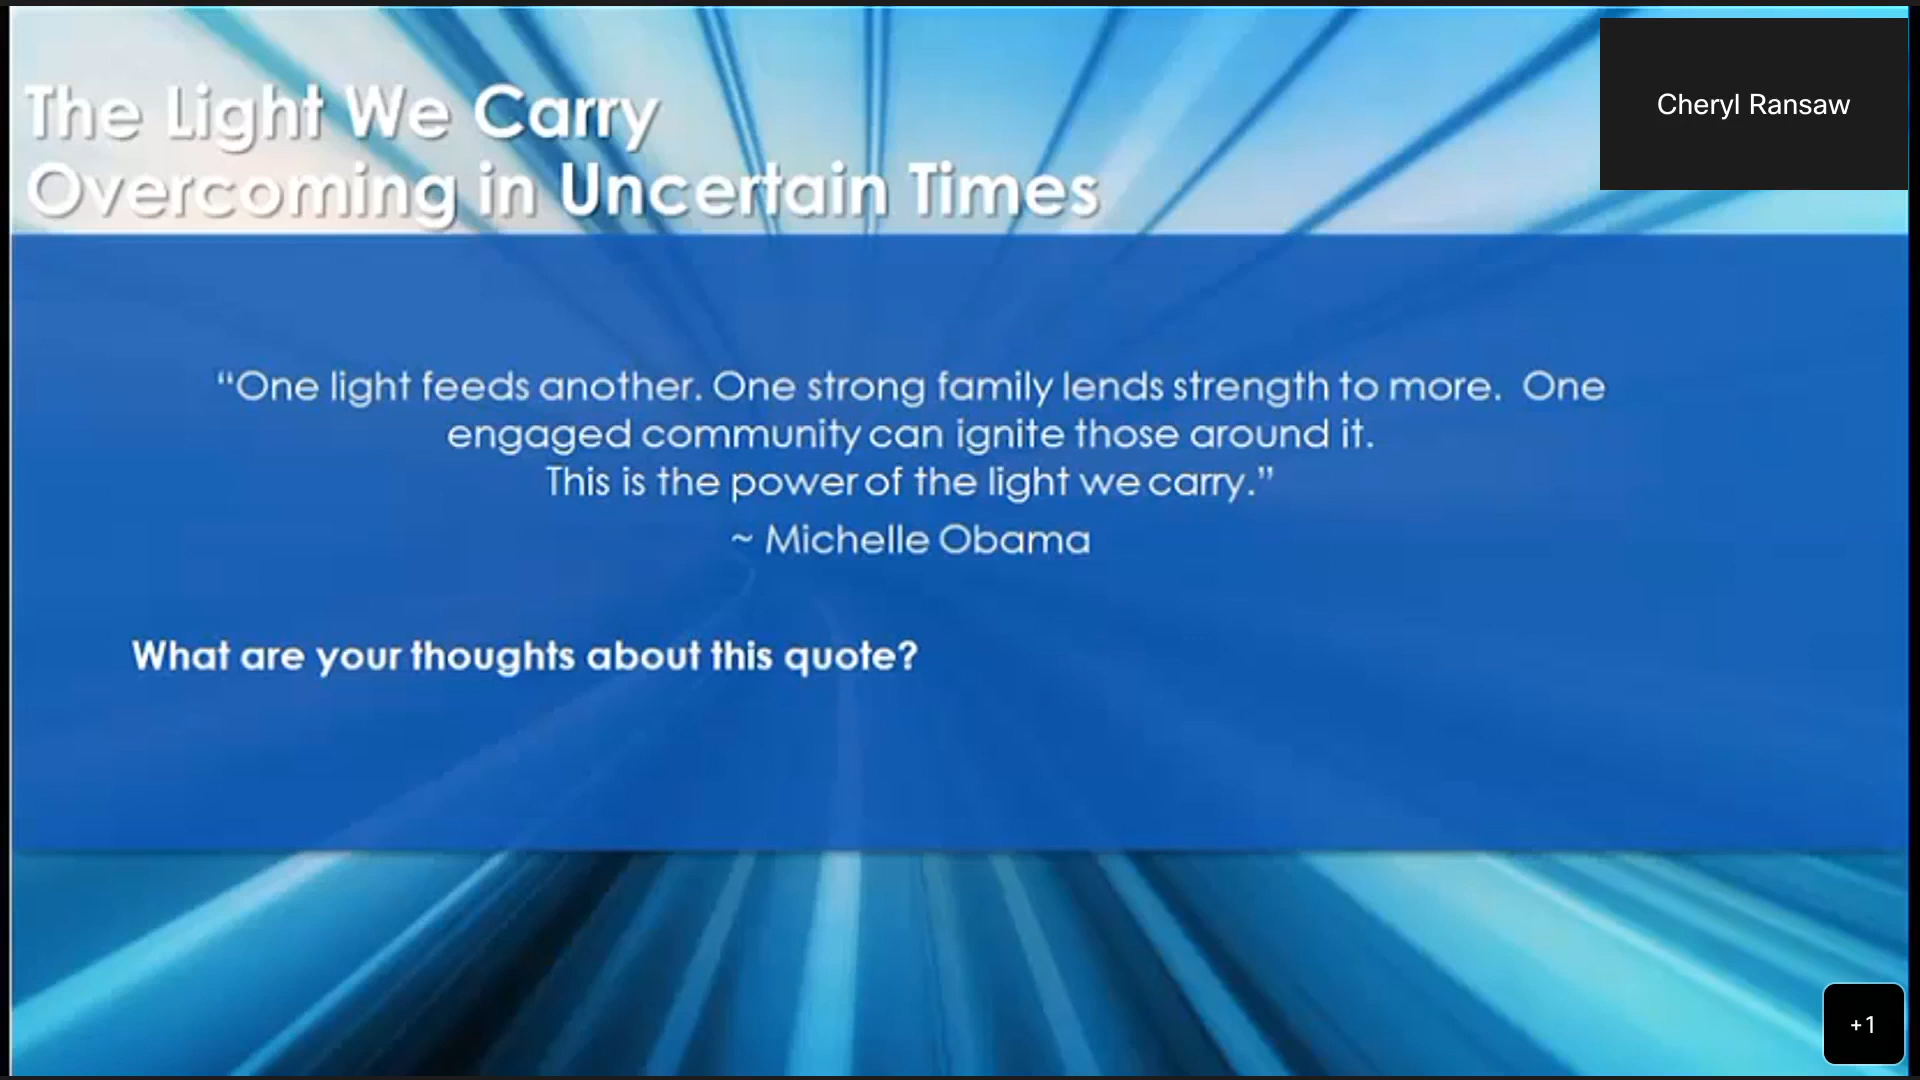 The Light We Carry
Overcoming in Uncertain Times
Cheryl Ransaw
“One light feeds another. One strong family lends strength to more.  One
engaged community can ignite those around it.
This is the power of the light we carry.”
~ Michelle Obama
What are your thoughts about this quote?
+1